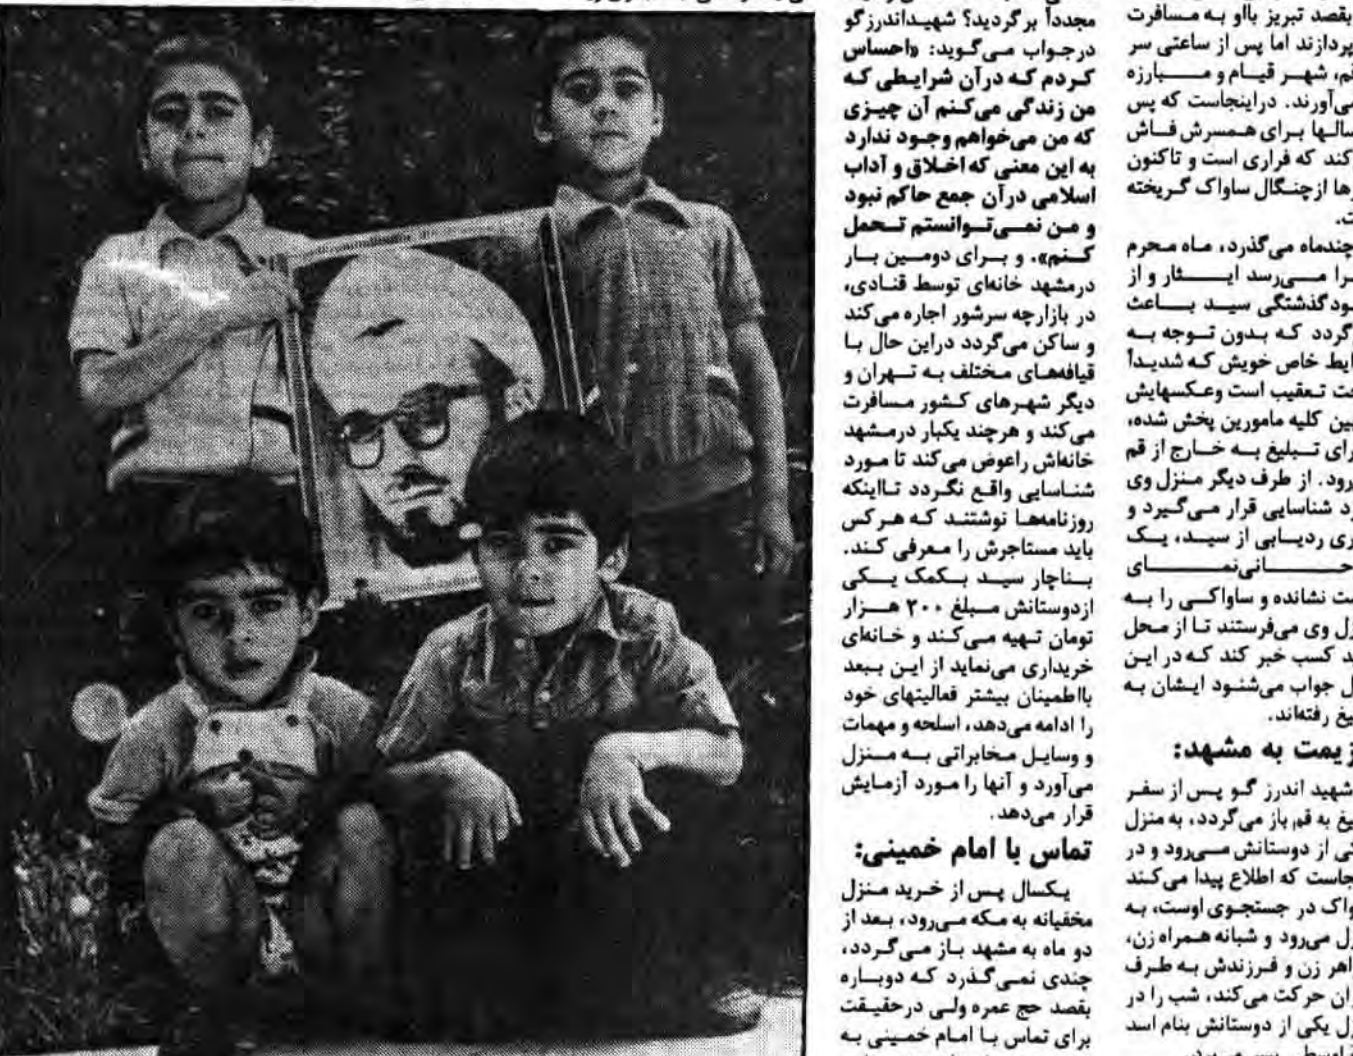 بقصد تبریز بااو به مسافرت
پردازند اما پس از ساعتی سر
قم، شهر قیام و مبارزه
می‌آورند. دراینجاست که پس
سالها برای همسرش فاش
کند که فراری است و تاکنون
ها ازچنگال ساواک گریخته
چندماه می‌گذرد، ماه محرم
را می‌رسد ایثار و از
خودگذشتگی سید باعث
گردد که بدون توجه به
شرایط خاص خویش که شدیداً
تحت تعقیب است وعکسهایش
بین کلیه مامورین پخش شده،
برای تبلیغ به خارج از قم
رود. از طرف دیگر منزل وی
مورد شناسایی قرار می‌گیرد و
ردیابی از سید، یک
نشانده و ساواکی را به
منزل وی می‌فرستند تا از محل
کسب خبر کند که در این
جواب می‌شنود ایشان به
رفته‌اند.
یمت به مشهد:
شهید اندرز گو پس از سفر
به قم باز می‌گردد، به منزل
یکی از دوستانش می‌رود و در
که اطلاع پیدا می‌کند
ساواک در جستجوی اوست، به
منزل می‌رود و شبانه همراه زن،
خواهر زن و فرزندش به طرف
حرکت می‌کند، شب را در
منزل یکی از دوستانش بنام اسد
مجدداً برگردید؟ شهیداندرزگو
درجواب می‌گوید: «احساس
کردم که درآن شرایطی که
من زندگی می‌کنم آن چیزی
که من می‌خواهم وجود ندارد
به این معنی که اخلاق و آداب
اسلامی درآن جمع حاکم نبود
و من نمی‌توانستم تحمل
کنم». و برای دومین بار
درمشهد خانه‌ای توسط قنادی،
در بازارچه سرشور اجاره می‌کند
و ساکن می‌گردد دراین حال با
قیافه‌های مختلف به تهران و
دیگر شهرهای کشور مسافرت
می‌کند و هرچند یکبار درمشهد
خانه‌اش راعوض می‌کند تا مورد
شناسایی واقع نگردد تااینکه
روزنامه‌ها نوشتند که هرکس
باید مستاجرش را معرفی کند.
بناچار سید بکمک یکی
ازدوستانش مبلغ ۲۰۰ هزار
تومان تهیه می‌کند و خانه‌ای
خریداری می‌نماید از این ببعد
بااطمینان بیشتر فعالیتهای خود
را ادامه می‌دهد، اسلحه و مهمات
و وسایل مخابراتی به منزل
می‌آورد و آنها را مورد آزمایش
قرار می‌دهد.
تماس با امام خمینی:
یکسال پس از خرید منزل
مخفیانه به مکه می‌رود، بعد از
دو ماه به مشهد باز می‌گردد،
چندی نمی‌گذرد که دوباره
بقصد حج عمره ولی درحقیقت
برای تماس با امام خمینی به